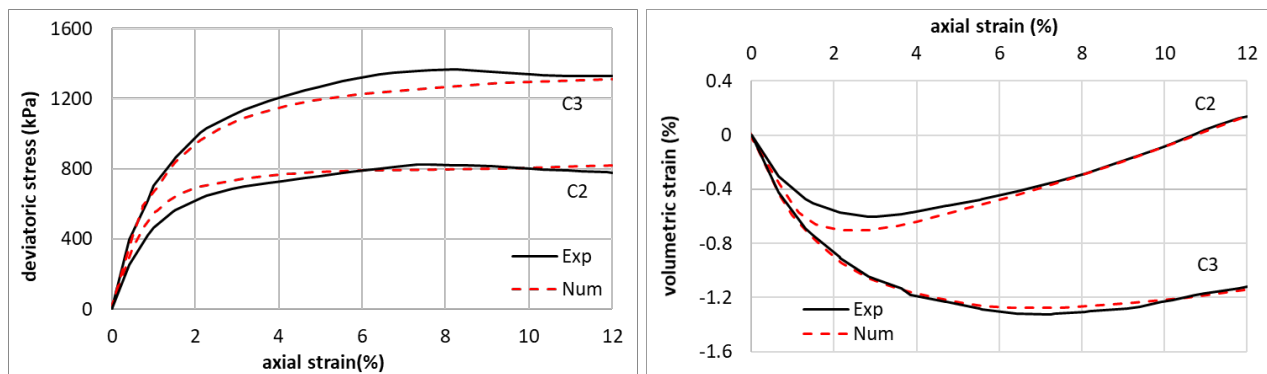 deviatoric stress (kPa)
1600
1200
800
400
0
C3
C2
Exp
Num
0 2 4 6 8 10 12
axial strain(%)
axial strain (%)
0 2 4 6 8 10 12
volumetric strain (%)
0.4
0
-0.4
-0.8
-1.2
-1.6
C2
C3
Exp
Num